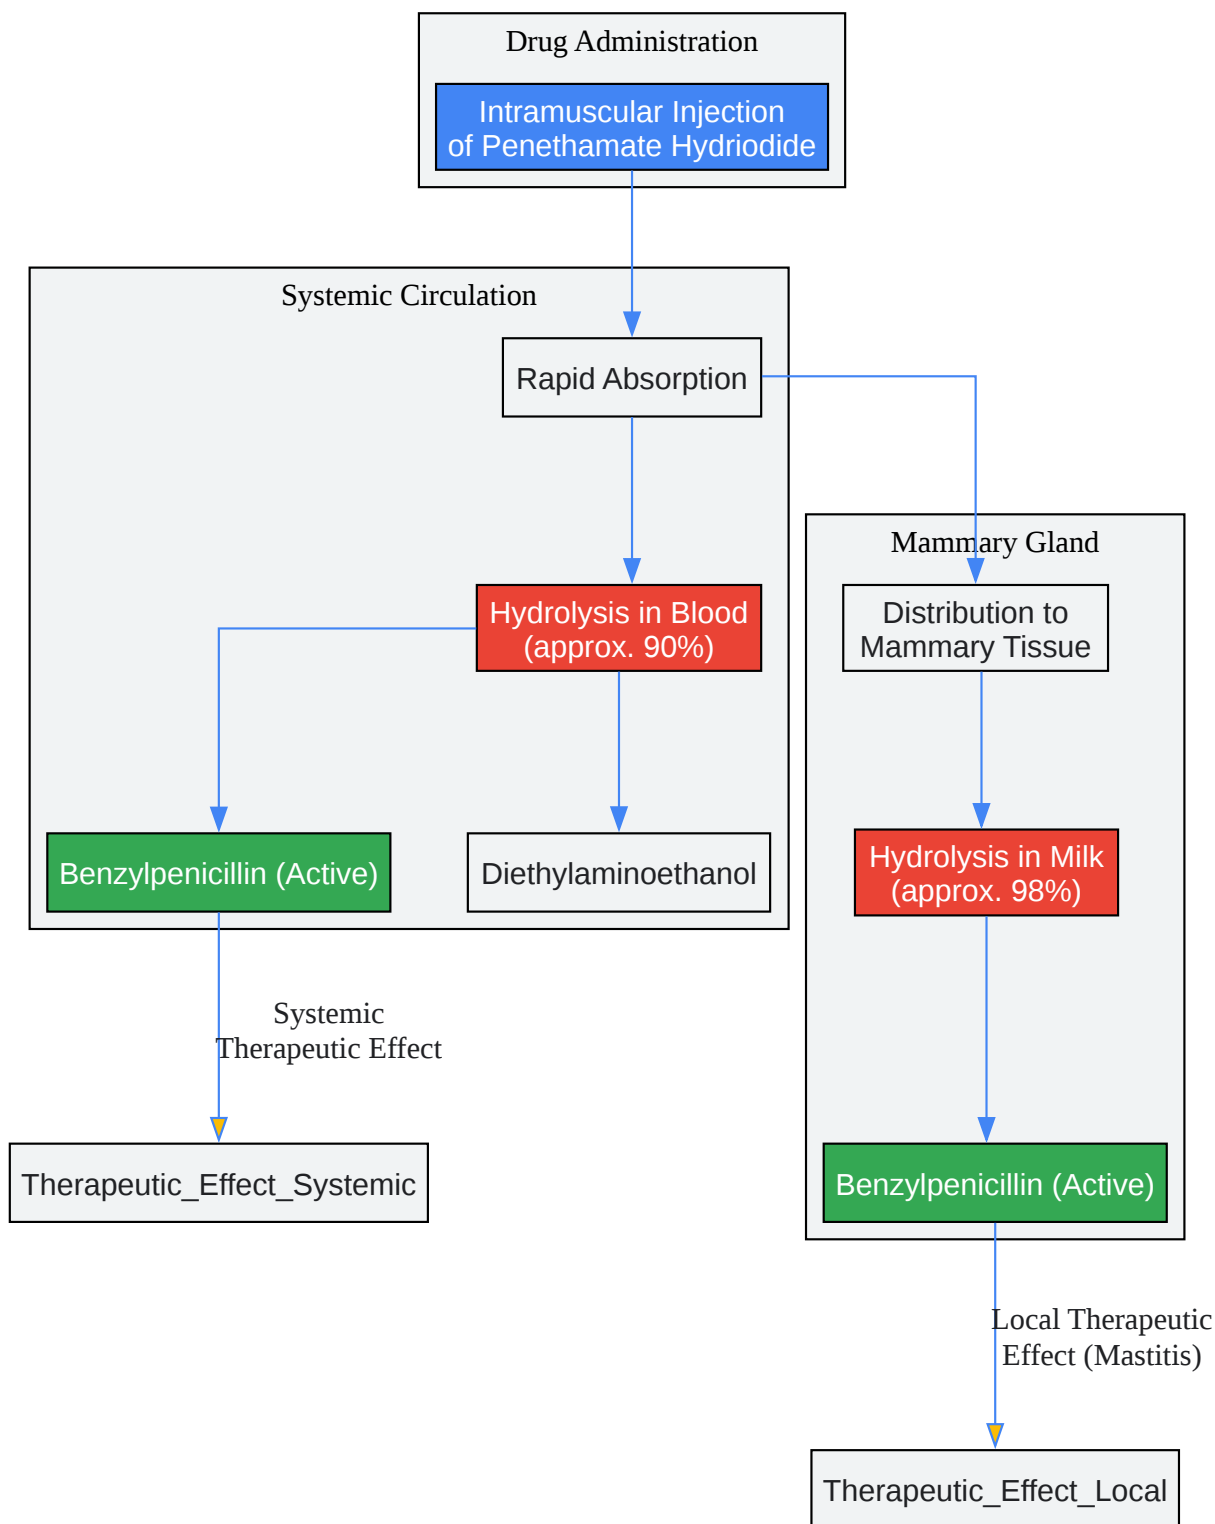 Drug Administration
Intramuscular Injection
of Penethamate Hydriodide
Systemic Circulation
Rapid Absorption
Mammary Gland
Hydrolysis in Blood
(approx. 90%)
Distribution to
Mammary Tissue
Benzylpenicillin (Active)
Diethylaminoethanol
Hydrolysis in Milk
(approx. 98%)
Systemic
Therapeutic Effect
Therapeutic_Effect_Systemic
Benzylpenicillin (Active)
Local Therapeutic
Effect (Mastitis)
Therapeutic_Effect_Local